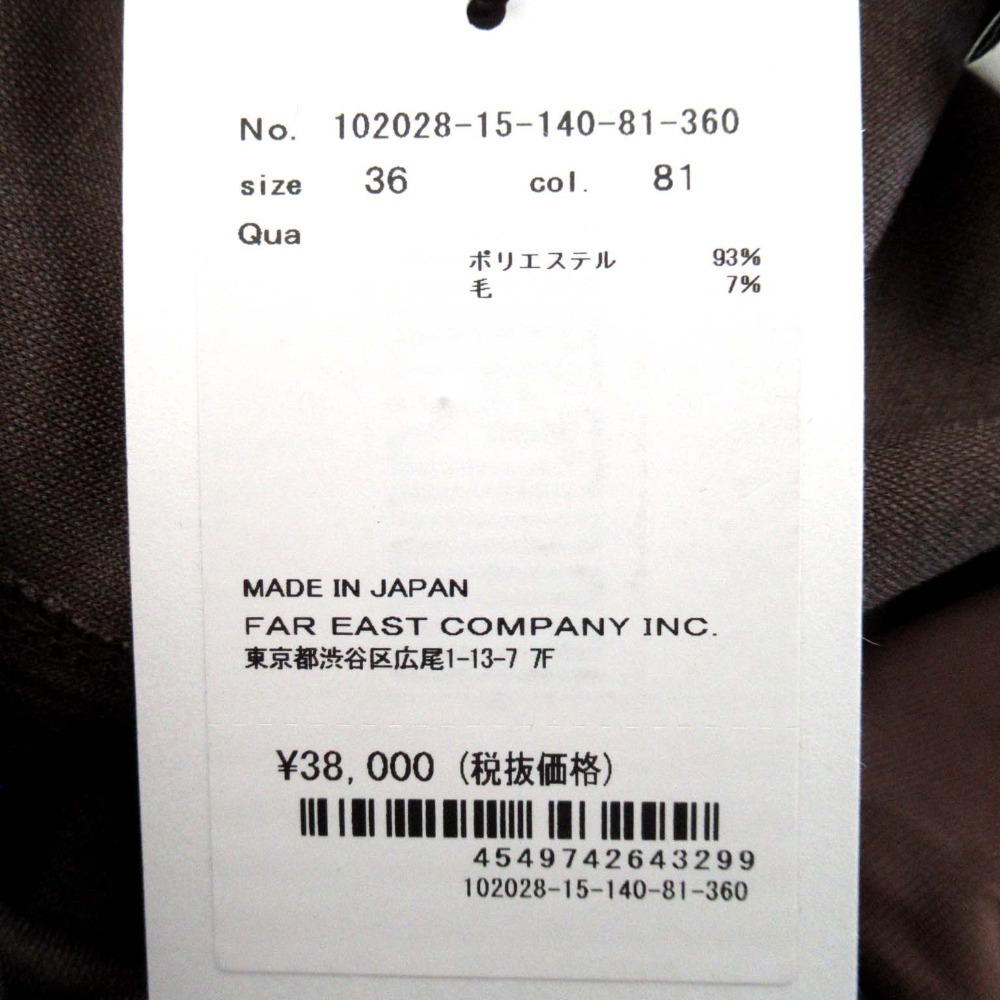 No. 102028-15-140-81-360
size 36 col. 81
Qua
ポリエステル 93%
毛 7%
MADE IN JAPAN
FAR EAST COMPANY INC.
東京都渋谷区広尾1-13-7 7F
¥38,000 (税抜価格)
4549742643299
102028-15-140-81-360